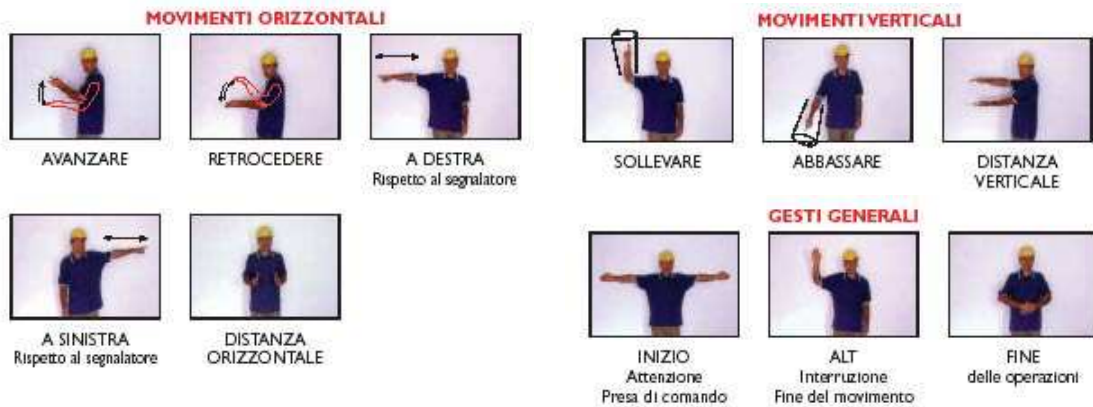 MOVIMENTI ORIZZONTALI
AVANZARE
RETROCEDERE
A DESTRA
Rispetto al segnalatore
A SINISTRA
Rispetto al segnalatore
DISTANZA
ORIZZONTALE
MOVIMENTI VERTICALI
SOLLEVARE
ABBASSARE
DISTANZA
VERTICALE
GESTI GENERALI
INIZIO
Attenzione
Presa di comando
ALT
Interruzione
Fine del movimento
FINE
delle operazioni